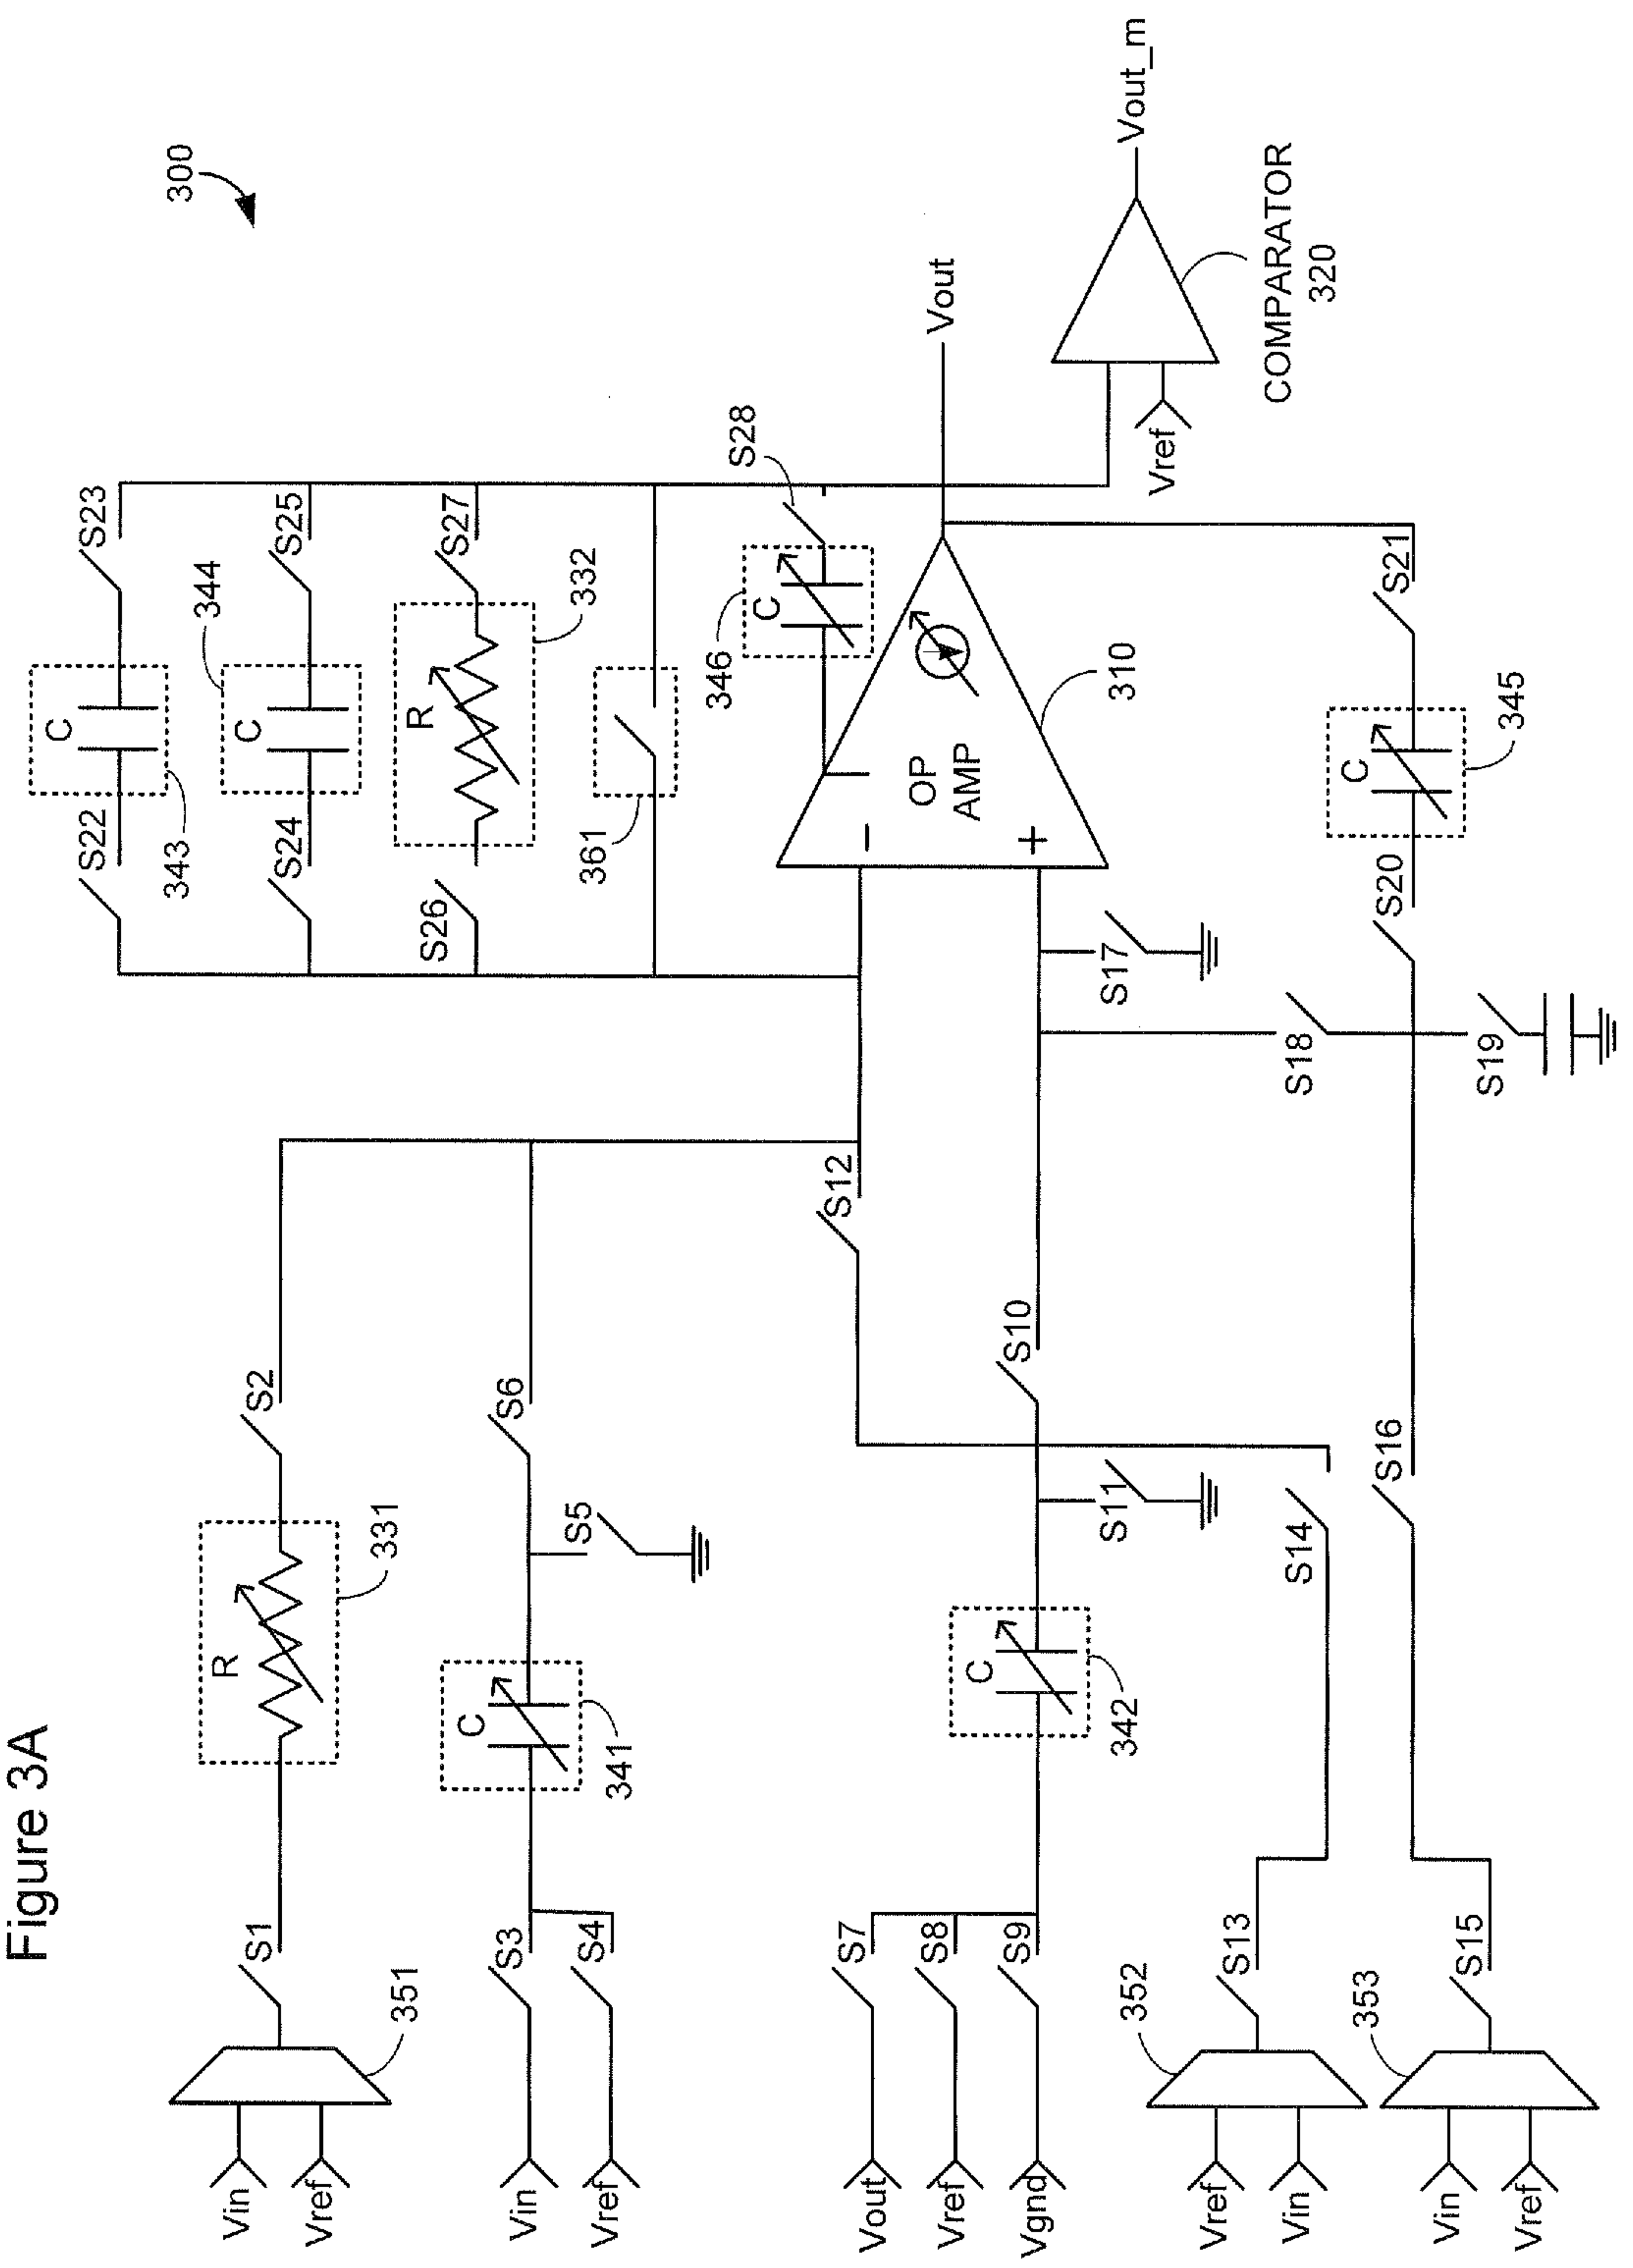 Figure 3A
300
S22
C
S23
343
S24
C
344
S25
S26
R
S27
332
361
346
C
S28
Vout
OP
AMP
−
+
310
Vref
Vout_m
COMPARATOR
320
Vin
Vref
351
S1
R
331
S2
Vin
Vref
S3
S4
C
341
S5
S6
Vout
Vref
Vgnd
S7
S8
S9
C
342
S11
S10
S12
S17
Vref
Vin
352
S13
S14
S18
Vin
Vref
353
S15
S16
S19
S20
C
345
S21